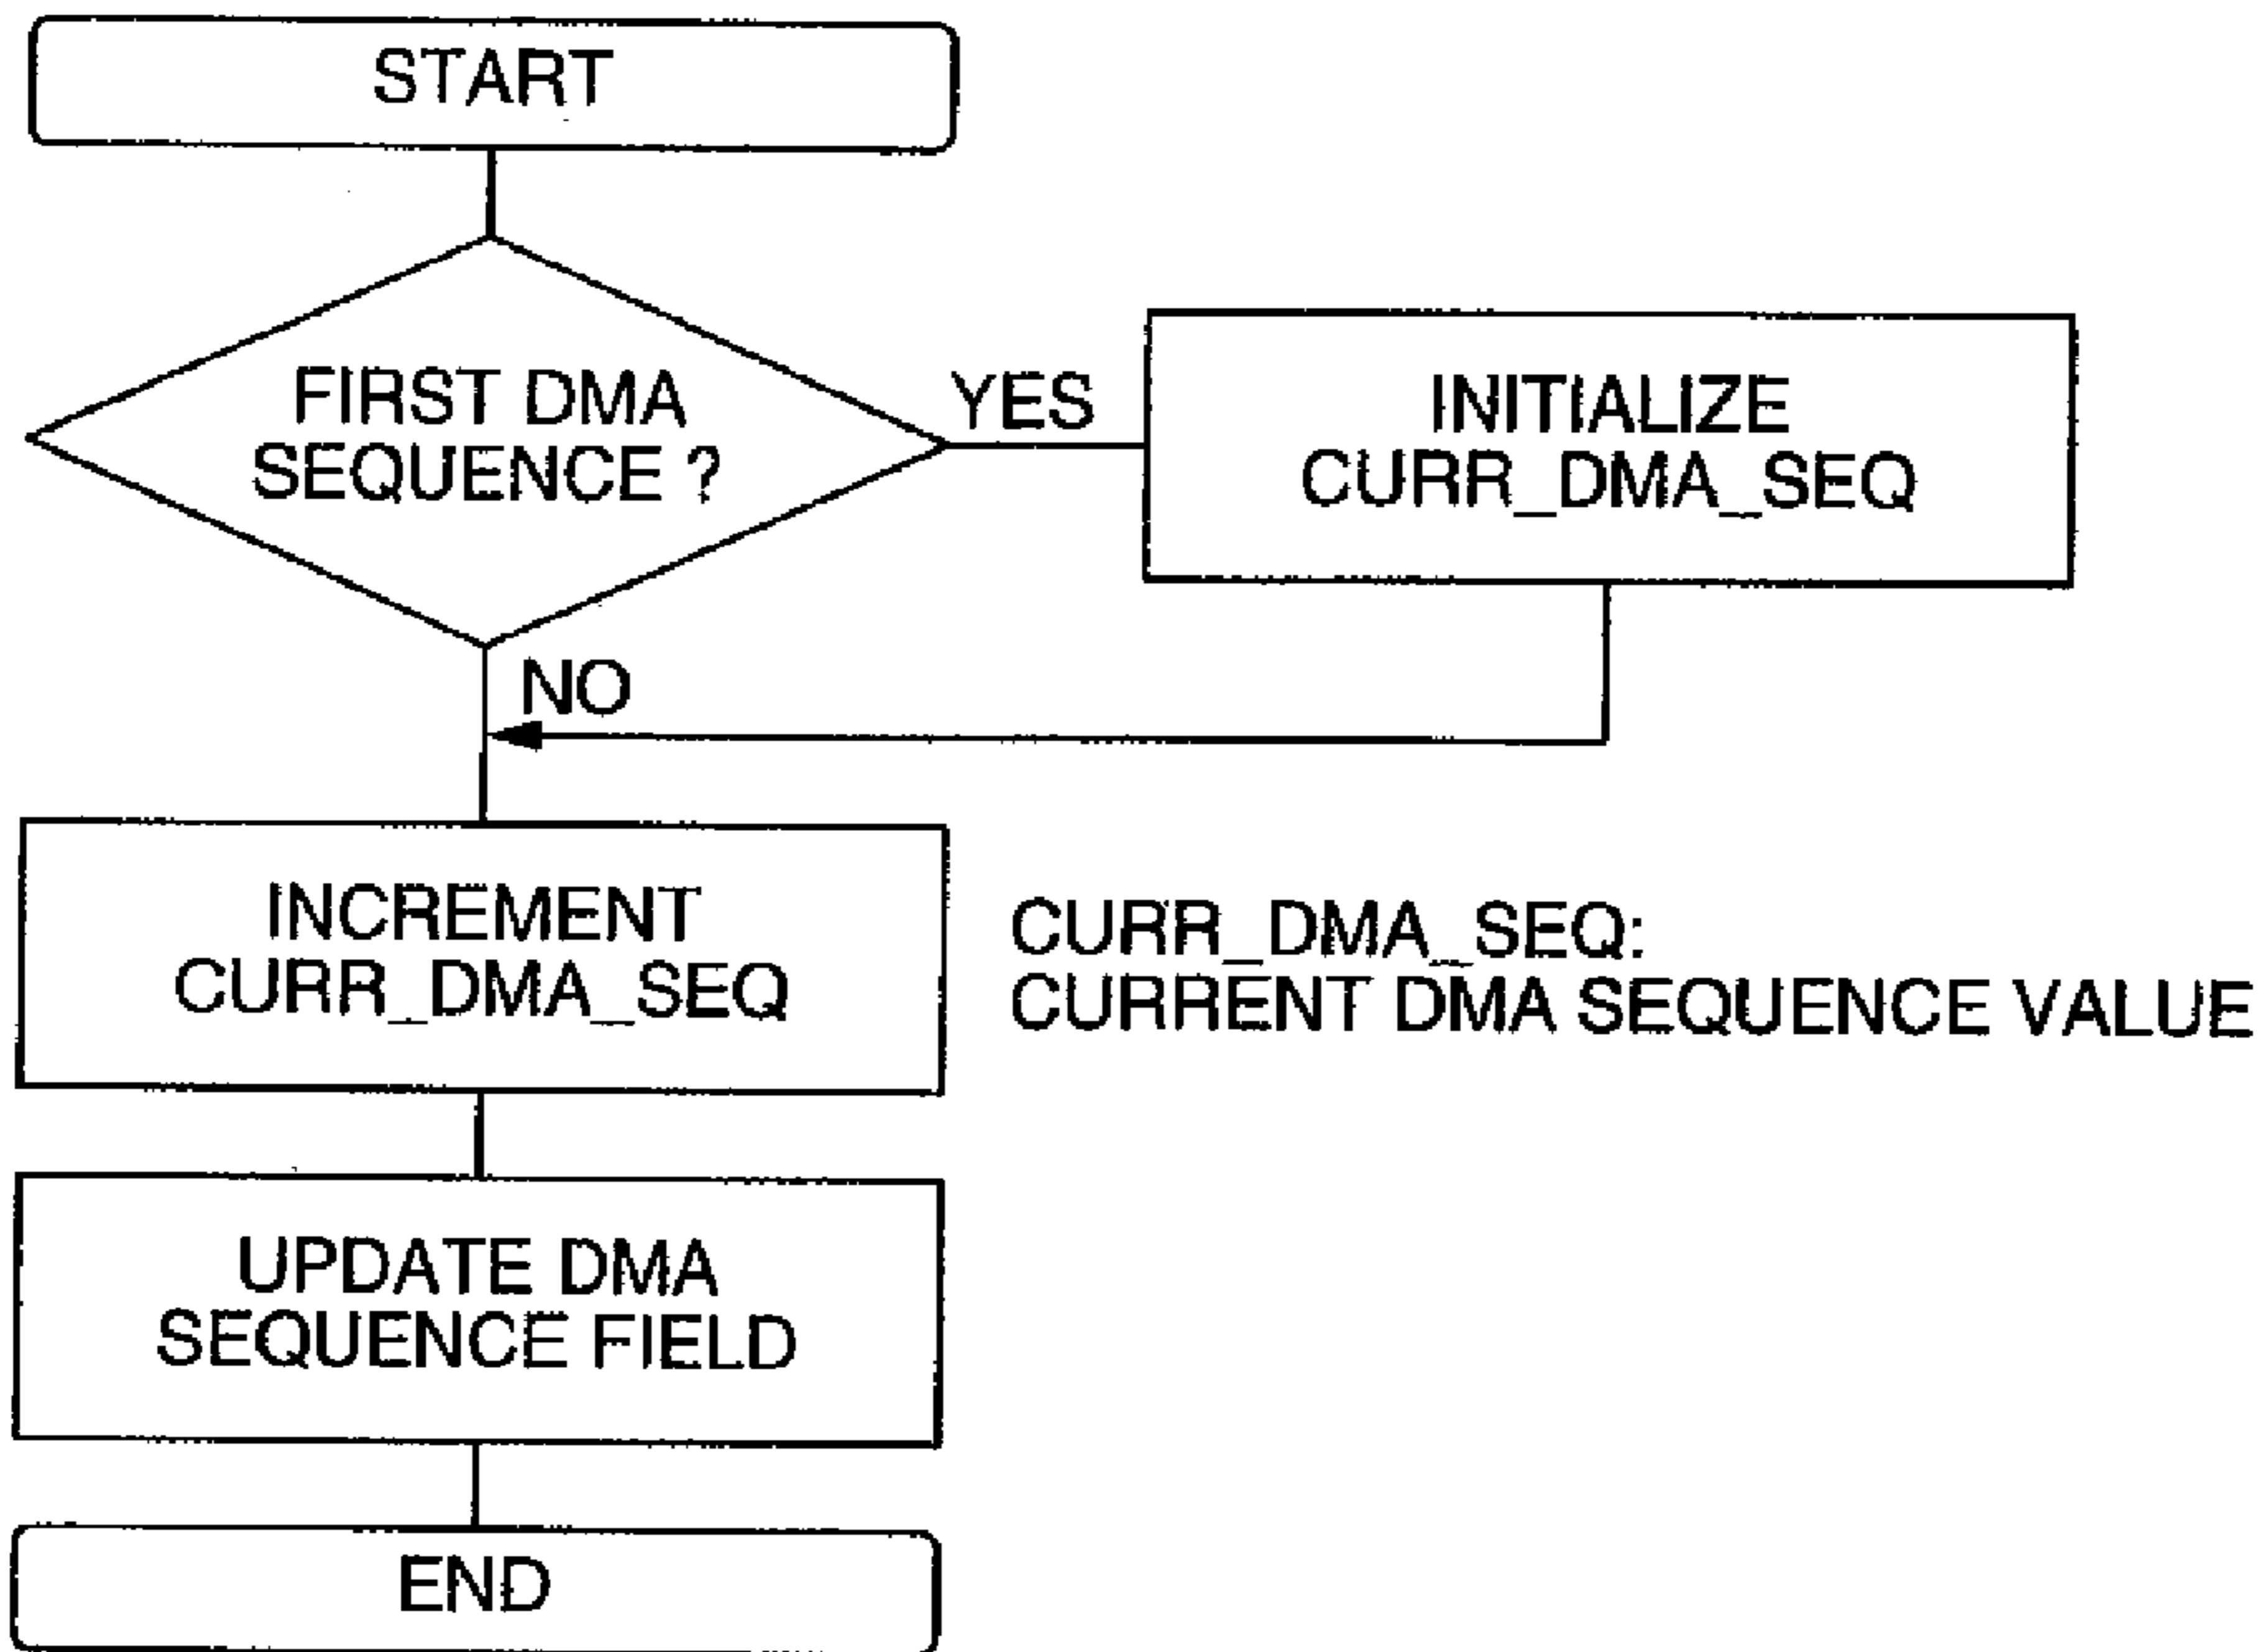 START
FIRST DMA
SEQUENCE ?
YES
INITIALIZE
CURR_DMA_SEQ
NO
INCREMENT
CURR_DMA_SEQ
CURR_DMA_SEQ:
CURRENT DMA SEQUENCE VALUE
UPDATE DMA
SEQUENCE FIELD
END